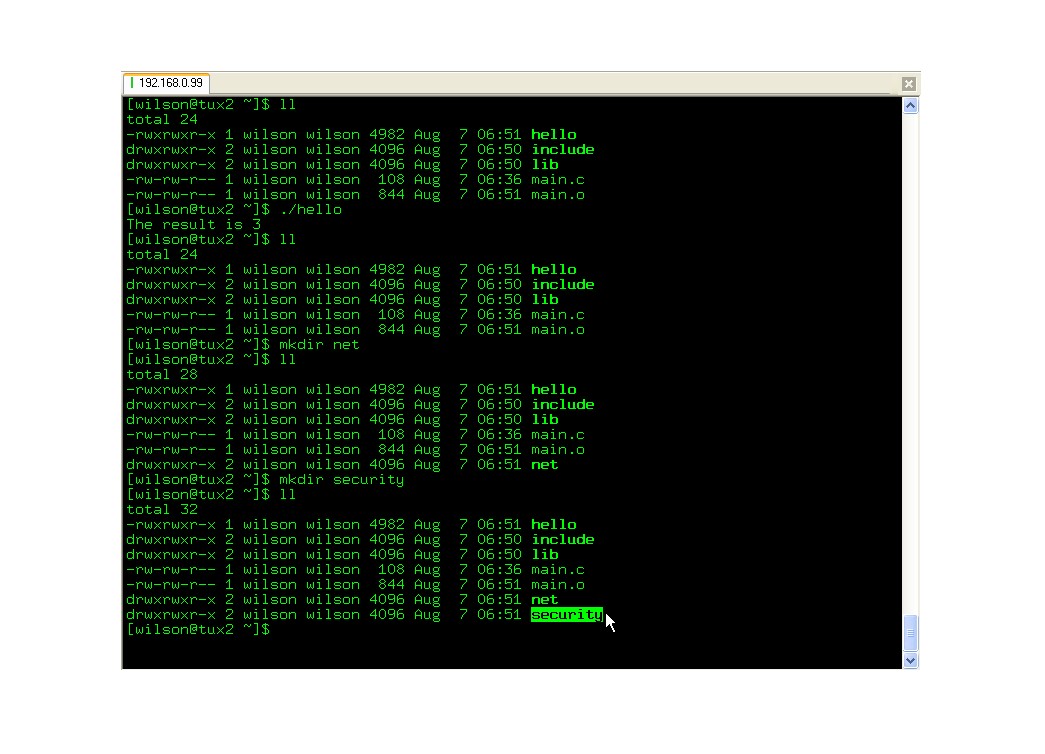 192.168.0.99
[wilson@tux2 ~]$ ll
total 24
-rwxrwxr-x 1 wilson wilson 4982 Aug  7 06:51 hello
drwxrwxr-x 2 wilson wilson 4096 Aug  7 06:50 include
drwxrwxr-x 2 wilson wilson 4096 Aug  7 06:50 lib
-rw-rw-r-- 1 wilson wilson  108 Aug  7 06:36 main.c
-rw-rw-r-- 1 wilson wilson  844 Aug  7 06:51 main.o
[wilson@tux2 ~]$ ./hello
The result is 3
[wilson@tux2 ~]$ ll
total 24
-rwxrwxr-x 1 wilson wilson 4982 Aug  7 06:51 hello
drwxrwxr-x 2 wilson wilson 4096 Aug  7 06:50 include
drwxrwxr-x 2 wilson wilson 4096 Aug  7 06:50 lib
-rw-rw-r-- 1 wilson wilson  108 Aug  7 06:36 main.c
-rw-rw-r-- 1 wilson wilson  844 Aug  7 06:51 main.o
[wilson@tux2 ~]$ mkdir net
[wilson@tux2 ~]$ ll
total 28
-rwxrwxr-x 1 wilson wilson 4982 Aug  7 06:51 hello
drwxrwxr-x 2 wilson wilson 4096 Aug  7 06:50 include
drwxrwxr-x 2 wilson wilson 4096 Aug  7 06:50 lib
-rw-rw-r-- 1 wilson wilson  108 Aug  7 06:36 main.c
-rw-rw-r-- 1 wilson wilson  844 Aug  7 06:51 main.o
drwxrwxr-x 2 wilson wilson 4096 Aug  7 06:51 net
[wilson@tux2 ~]$ mkdir security
[wilson@tux2 ~]$ ll
total 32
-rwxrwxr-x 1 wilson wilson 4982 Aug  7 06:51 hello
drwxrwxr-x 2 wilson wilson 4096 Aug  7 06:50 include
drwxrwxr-x 2 wilson wilson 4096 Aug  7 06:50 lib
-rw-rw-r-- 1 wilson wilson  108 Aug  7 06:36 main.c
-rw-rw-r-- 1 wilson wilson  844 Aug  7 06:51 main.o
drwxrwxr-x 2 wilson wilson 4096 Aug  7 06:51 net
drwxrwxr-x 2 wilson wilson 4096 Aug  7 06:51 security
[wilson@tux2 ~]$